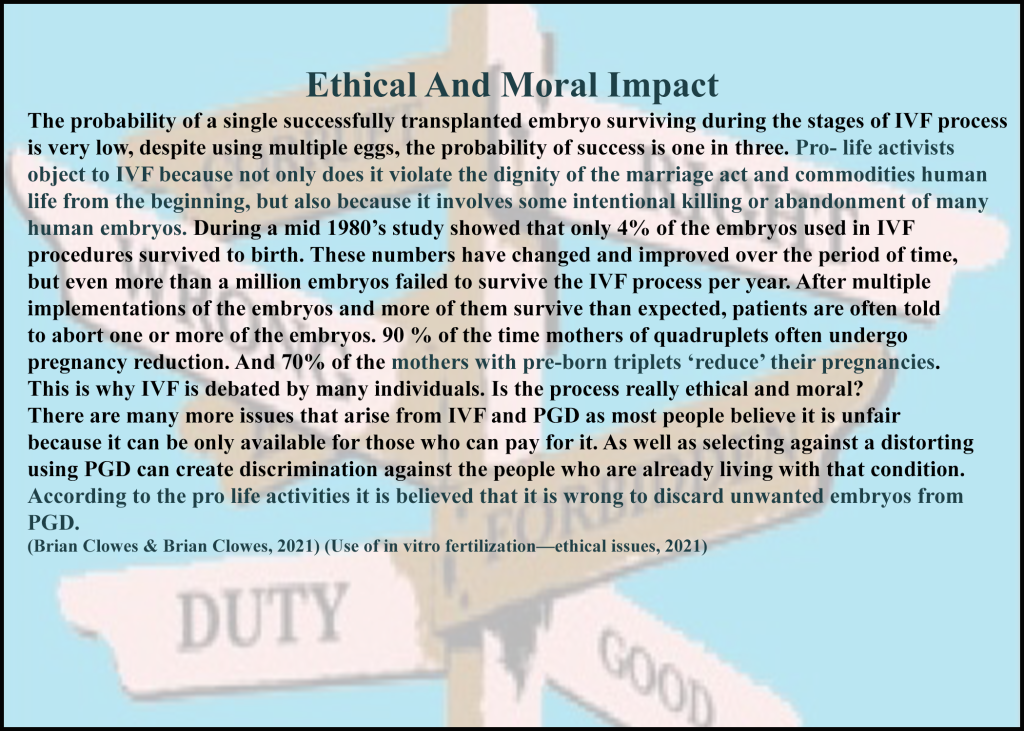 Ethical And Moral Impact
The probability of a single successfully transplanted embryo surviving during the stages of IVF process
is very low, despite using multiple eggs, the probability of success is one in three. Pro- life activists
object to IVF because not only does it violate the dignity of the marriage act and commodities human
life from the beginning, but also because it involves some intentional killing or abandonment of many
human embryos. During a mid 1980’s study showed that only 4% of the embryos used in IVF
procedures survived to birth. These numbers have changed and improved over the period of time,
but even more than a million embryos failed to survive the IVF process per year. After multiple
implementations of the embryos and more of them survive than expected, patients are often told
to abort one or more of the embryos. 90 % of the time mothers of quadruplets often undergo
pregnancy reduction. And 70% of the mothers with pre-born triplets ‘reduce’ their pregnancies.
This is why IVF is debated by many individuals. Is the process really ethical and moral?
There are many more issues that arise from IVF and PGD as most people believe it is unfair
because it can be only available for those who can pay for it. As well as selecting against a distorting
using PGD can create discrimination against the people who are already living with that condition.
According to the pro life activities it is believed that it is wrong to discard unwanted embryos from
PGD.
(Brian Clowes & Brian Clowes, 2021) (Use of in vitro fertilization—ethical issues, 2021)
RIGHT
WRONG
FORBIDDEN
DUTY
GOOD